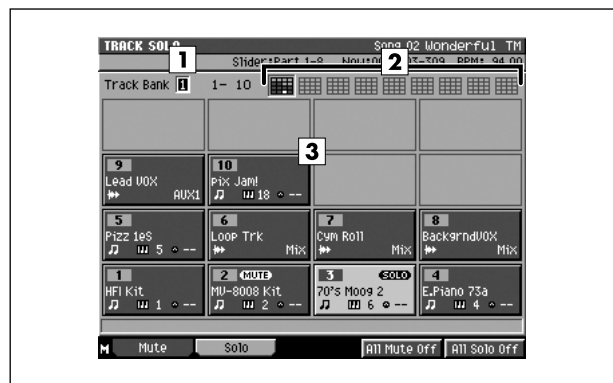 TRACK SOLO
Song 02 Wonderful TM
1
2
Slider:Part 1-8
03-309 BPM: 94.00
Track Bank 1
1- 10
3
9
Lead VOX
AUX1
10
Pix Jam!
18 --
5
Pizz 1eS
5 --
6
Loop Trk
Mix
7
Cym Roll
Mix
8
BackgrndVOX
Mix
1
HFI Kit
1 --
2 MUTE
MV-8008 Kit
2 --
3 SOLO
70's Moog 2
6 --
4
E.Piano 73a
4 --
M Mute Solo All Mute Off All Solo Off